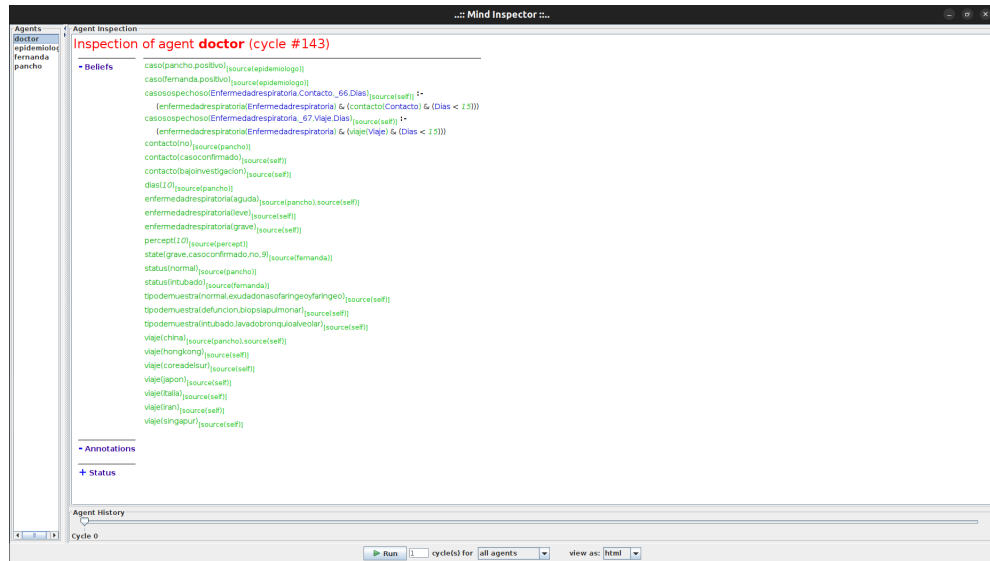 ..:: Mind Inspector ::..
Agents
doctor
epidemiolog
fernanda
pancho
Agent Inspection
Inspection of agent doctor (cycle #143)
- Beliefs
caso(pancho,positivo)[source(epidemiologo)]
caso(fernanda,positivo)[source(epidemiologo)]
casosospechoso(Enfermedadrespiratoria,Contacto,_66,Dias)[source(self)] :-
(enfermedadrespiratoria(Enfermedadrespiratoria) & (contacto(Contacto) & (Dias < 15)))
casosospechoso(Enfermedadrespiratoria,_67,Viaje,Dias)[source(self)] :-
(enfermedadrespiratoria(Enfermedadrespiratoria) & (viaje(Viaje) & (Dias < 15)))
contacto(no)[source(pancho)]
contacto(casoconfirmado)[source(self)]
contacto(bajoinvestigacion)[source(self)]
dias(10)[source(pancho)]
enfermedadrespiratoria(aguda)[source(pancho),source(self)]
enfermedadrespiratoria(leve)[source(self)]
enfermedadrespiratoria(grave)[source(self)]
percept(10)[source(percept)]
state(grave,casoconfirmado,no,9)[source(fernanda)]
status(normal)[source(pancho)]
status(intubado)[source(fernanda)]
tipodemuestra(normal,exudadonasofaringeoyfaringeo)[source(self)]
tipodemuestra(defuncion,biopsiapulmonar)[source(self)]
tipodemuestra(intubado,lavadobronquioalveolar)[source(self)]
viaje(china)[source(pancho),source(self)]
viaje(hongkong)[source(self)]
viaje(coreadelsur)[source(self)]
viaje(japon)[source(self)]
viaje(italia)[source(self)]
viaje(iran)[source(self)]
viaje(singapur)[source(self)]
- Annotations
+ Status
Agent History
Cycle 0
Run 1 cycle(s) for all agents view as: html